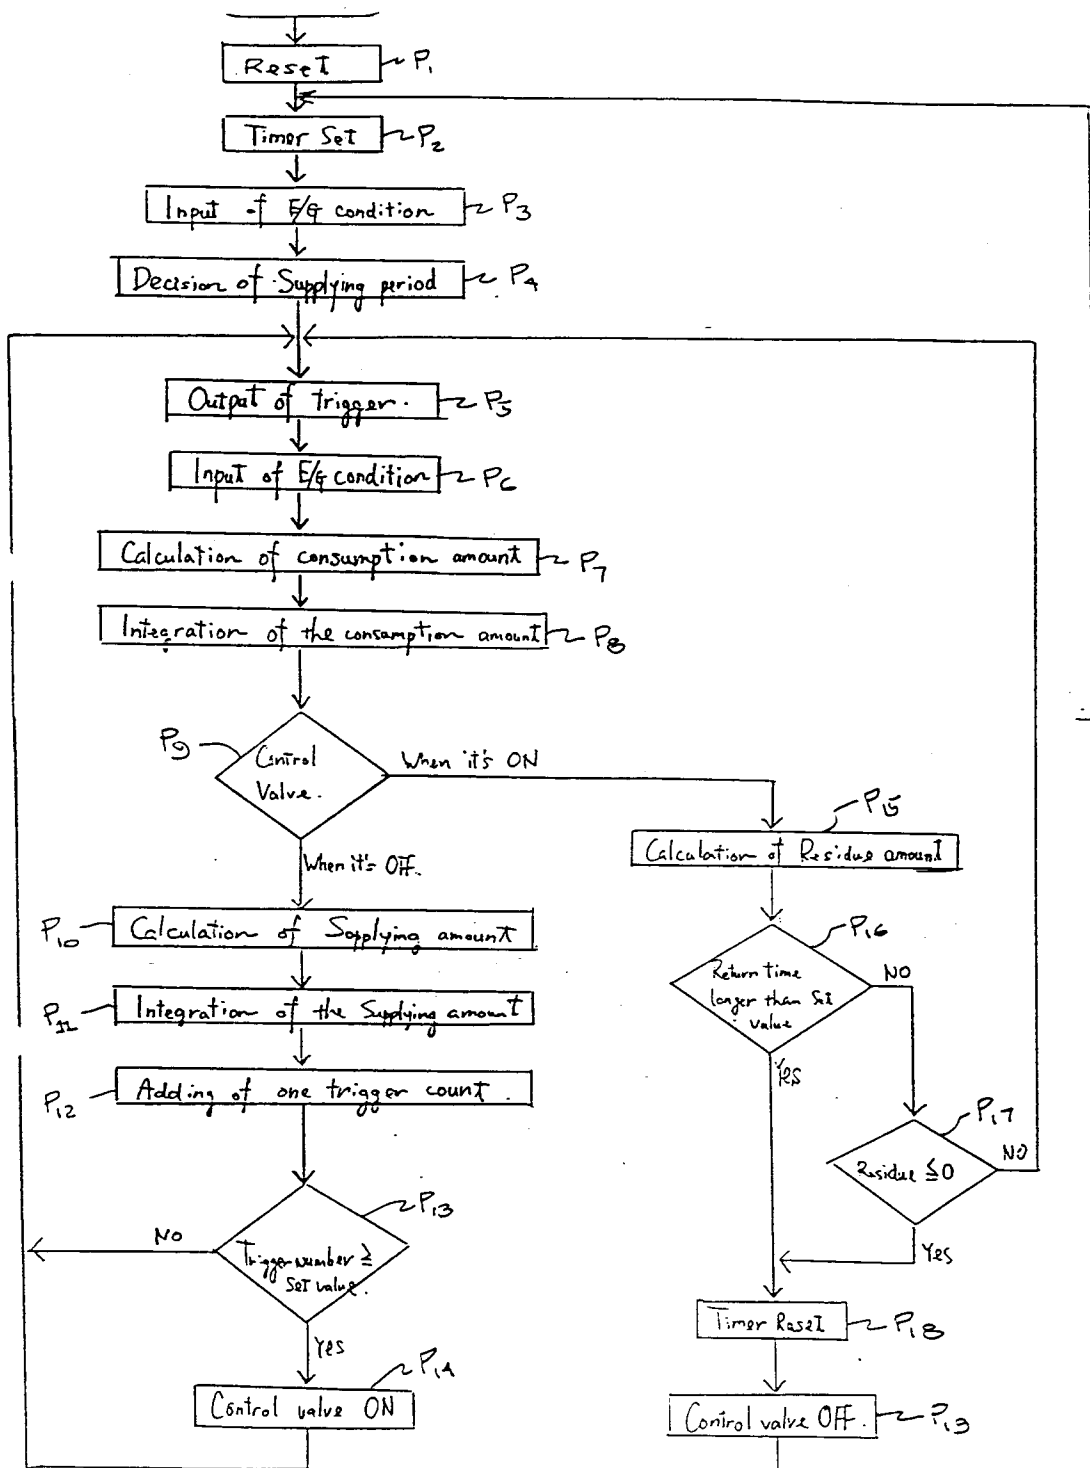 Reset P1
Timer Set P2
Input of E/G condition P3
Decision of Supplying period P4
Output of trigger. P5
Input of E/G condition P6
Calculation of consumption amount P7
Integration of the consamption amount P8
P9 Control
Valve.
When it's ON
When it's OFF.
P15
Calculation of Residue amount
P10 Calculation of Supplying amount
P16
Return time
longer than Set
value
NO
Yes
P11 Integration of the Supplying amount
P12 Adding of one trigger count.
P17
Residue ≦0
NO
Yes
P13
Trigger number ≧
Set value.
NO
Yes
Timer Reset P18
P14
Control valve ON
Control valve OFF. P13